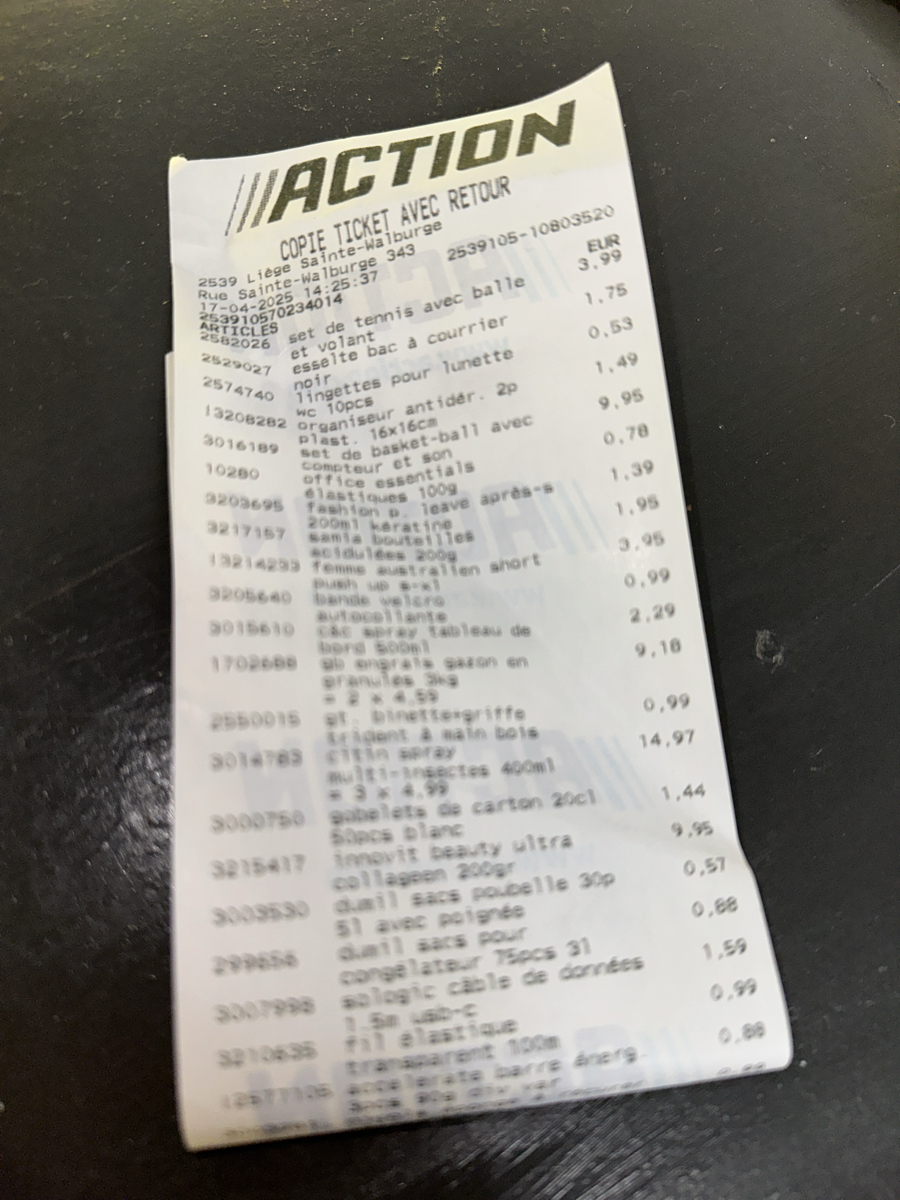 ACTION
COPIE TICKET AVEC RETOUR
2539 Liège Sainte-Walburge
Rue Sainte-Walburge 343 2539105-10803520
17-04-2025 14:25:37
253910570234014 EUR
ARTICLES
2582026 set de tennis avec balle 3,99
et volant
2529027 esselte bac à courrier 1,75
noir
2574740 lingettes pour lunette 0,53
wc 10pcs
13208282 organiseur antidér. 2p 1,49
plast. 16x16cm
3016189 set de basket-ball avec 9,95
compteur et son
10280 office essentials 0,78
élastiques 100g
3203695 fashion p. leave après-s 1,39
200ml kératine
3217157 samia bouteilles 1,95
acidulées 200g
13214233 femme australien short 3,95
push up s-xl
3205640 bande velcro 0,99
autocollante
3015610 c&c spray tableau de 2,29
bord 500ml
1702688 gb engrais gazon en 9,18
granulés 3kg
= 2 x 4,59
2550015 gt. binette+griffe 0,99
trident à main bois
3014783 citin spray 14,97
multi-insectes 400ml
= 3 x 4,99
3000750 gobelets de carton 20cl 1,44
50pcs blanc
3215417 innovit beauty ultra 9,95
collageen 200gr
3003530 dumil sacs poubelle 30p 0,57
5l avec poignée
299656 dumil sacs pour 0,88
congélateur 75pcs 3l
3007998 sologic câble de données 1,59
1.5m usb-c
3210635 fil élastique 0,99
transparent 100m
12577105 accelerate barre énerg. 0,88